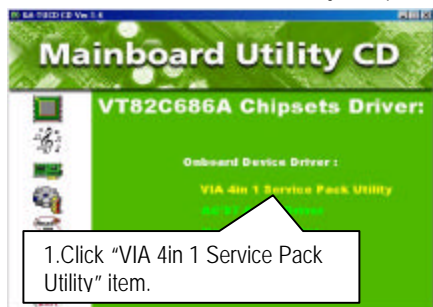 Mainboard Utility CD
VT82C686A Chipsets Driver:
Onboard Device Driver :
VIA 4in 1 Service Pack Utility
1.Click “VIA 4in 1 Service Pack
Utility” item.